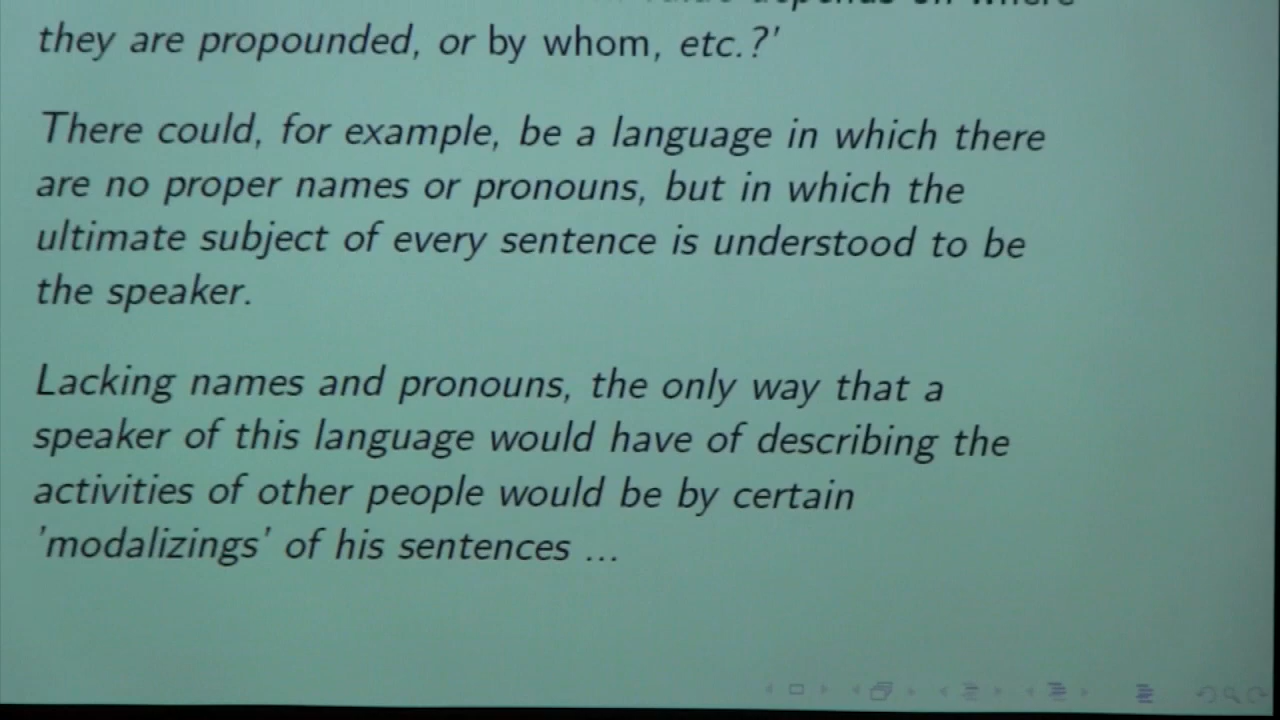 depends on where
they are propounded, or by whom, etc.?'
There could, for example, be a language in which there
are no proper names or pronouns, but in which the
ultimate subject of every sentence is understood to be
the speaker.
Lacking names and pronouns, the only way that a
speaker of this language would have of describing the
activities of other people would be by certain
'modalizings' of his sentences ...